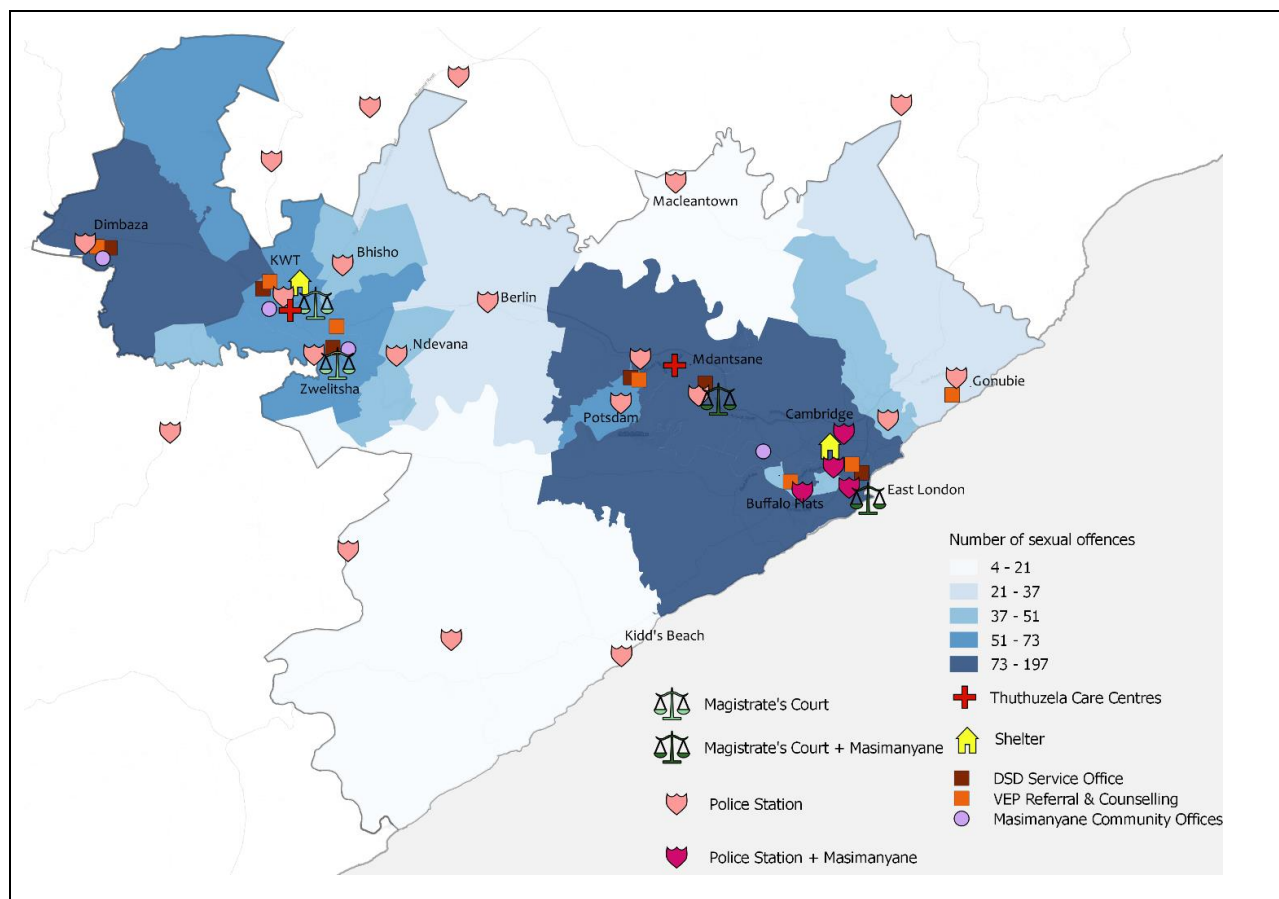 Macleantown
Dimbaza
Bhisho
KWT
Berlin
Ndevana
Mdantsane
Gonubie
Zwelitsha
Potsdam
Cambridge
East London
Buffalo Flats
Kidd's Beach
Number of sexual offences
4 - 21
21 - 37
37 - 51
51 - 73
73 - 197
Thuthuzela Care Centres
Shelter
DSD Service Office
VEP Referral & Counselling
Masimanyane Community Offices
Magistrate's Court
Magistrate's Court + Masimanyane
Police Station
Police Station + Masimanyane